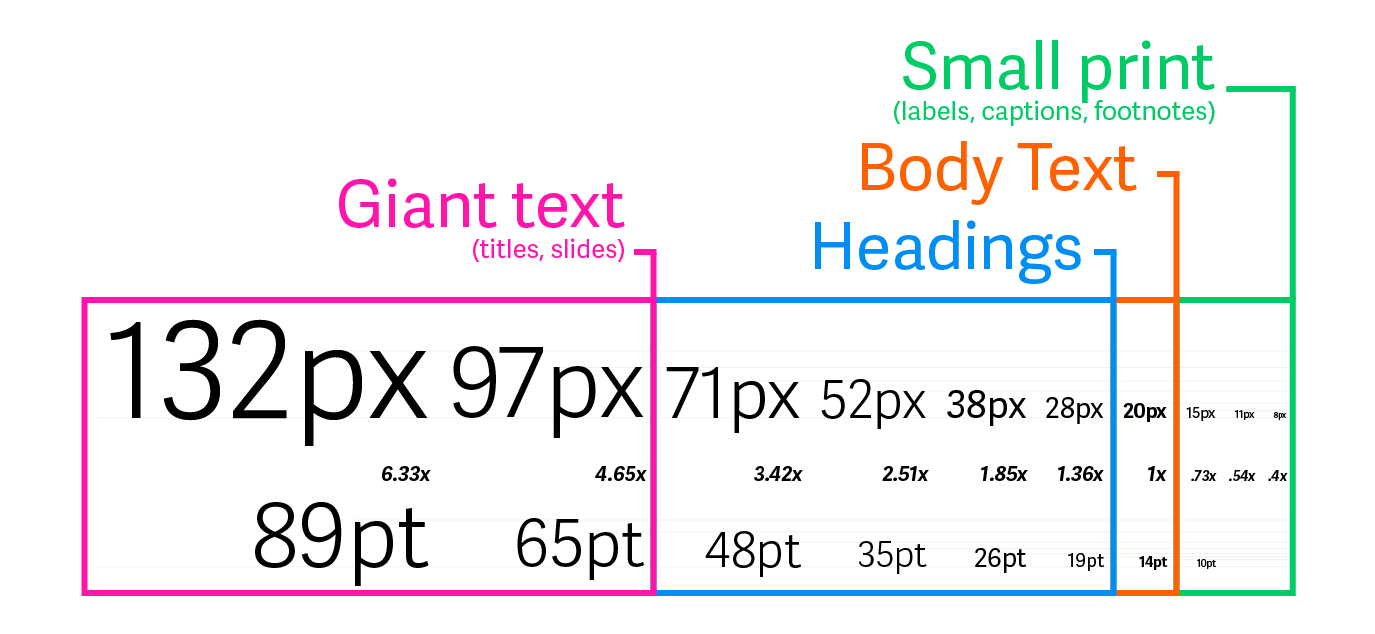 Small print
(labels, captions, footnotes)
Body Text
Giant text
(titles, slides)
Headings
132px 97px 71px 52px 38px 28px 20px 15px 11px 8px
6.33x 4.65x 3.42x 2.51x 1.85x 1.36x 1x .73x .54x .4x
89pt 65pt 48pt 35pt 26pt 19pt 14pt 10pt